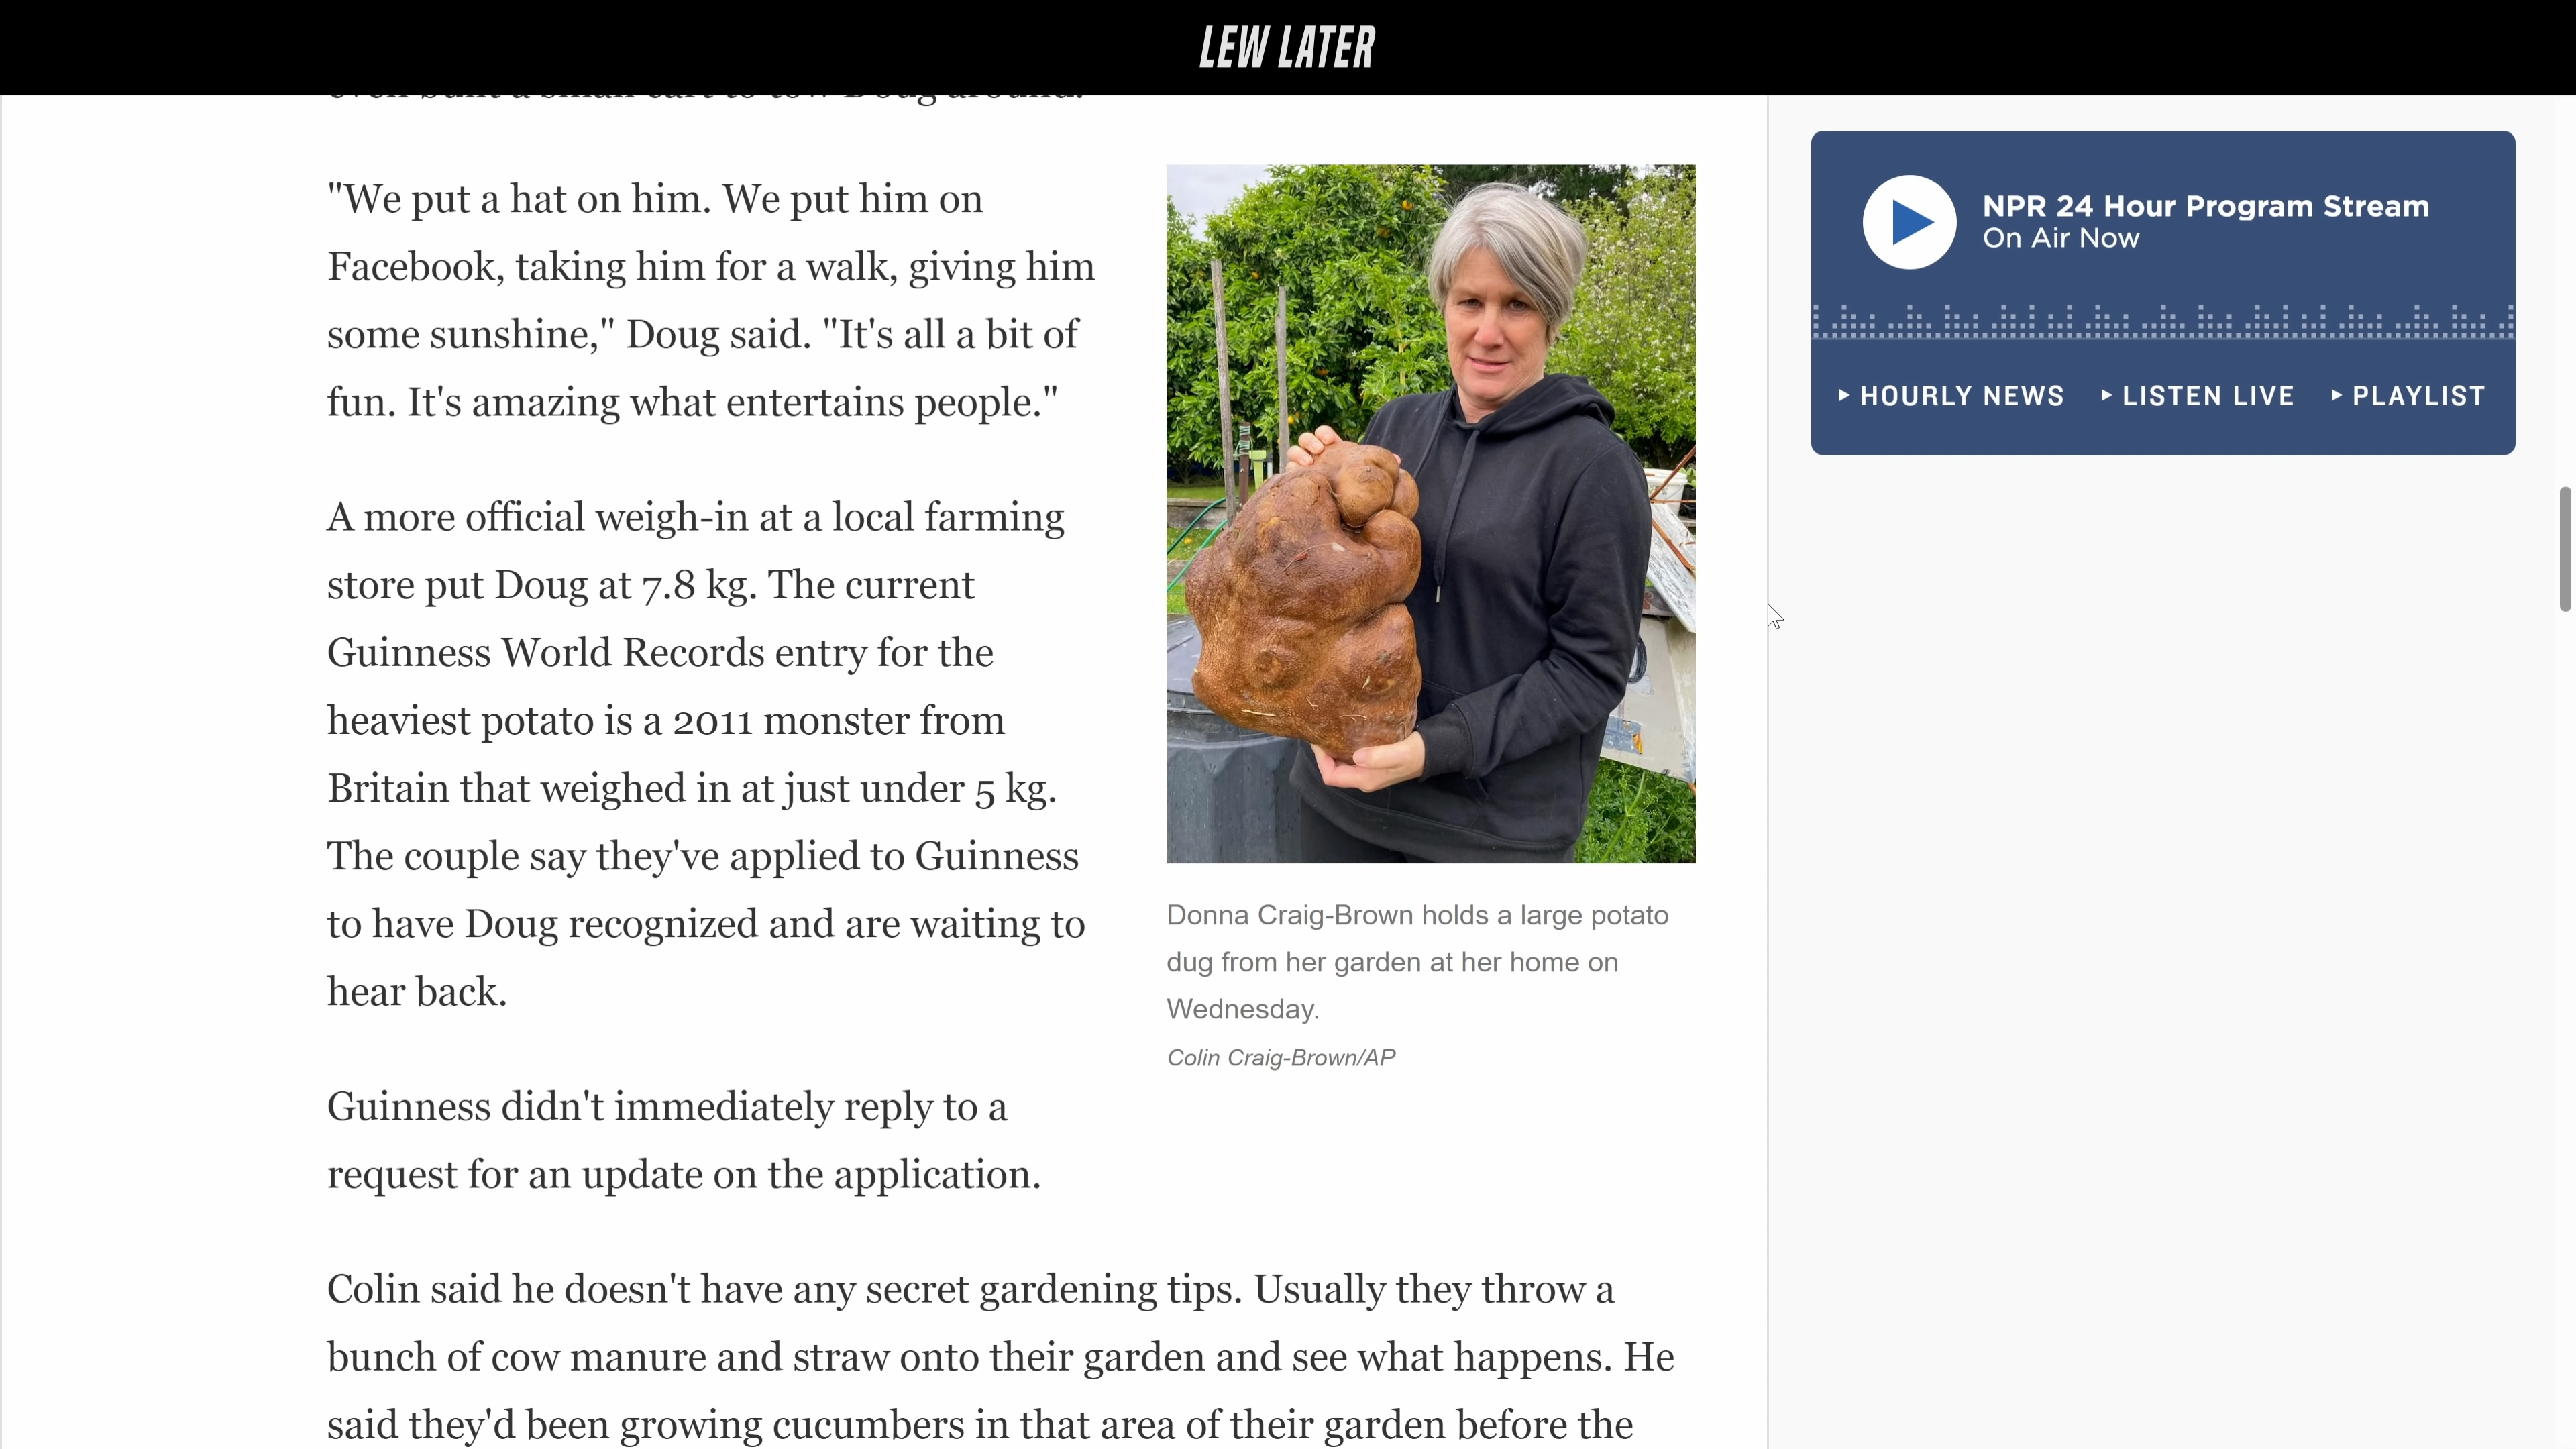 LEW LATER
even built a small cart to tow Doug around.
"We put a hat on him. We put him on
Facebook, taking him for a walk, giving him
some sunshine," Doug said. "It's all a bit of
fun. It's amazing what entertains people."
A more official weigh-in at a local farming
store put Doug at 7.8 kg. The current
Guinness World Records entry for the
heaviest potato is a 2011 monster from
Britain that weighed in at just under 5 kg.
The couple say they've applied to Guinness
to have Doug recognized and are waiting to
hear back.
Guinness didn't immediately reply to a
request for an update on the application.
Donna Craig-Brown holds a large potato
dug from her garden at her home on
Wednesday.
Colin Craig-Brown/AP
Colin said he doesn't have any secret gardening tips. Usually they throw a
bunch of cow manure and straw onto their garden and see what happens. He
said they'd been growing cucumbers in that area of their garden before the
NPR 24 Hour Program Stream
On Air Now
HOURLY NEWS LISTEN LIVE PLAYLIST